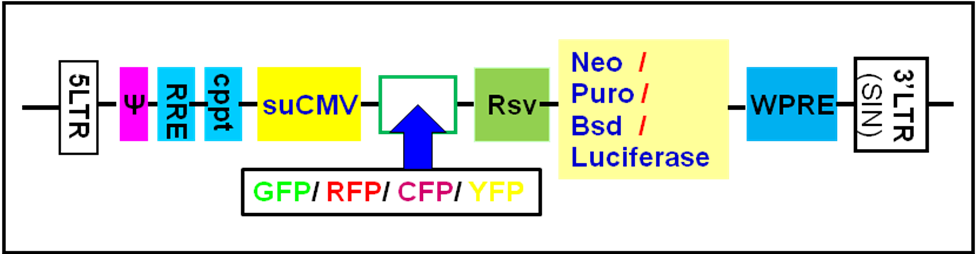 5LTR
Ψ
RRE
cppt
suCMV
Rsv
Neo /
Puro /
Bsd /
Luciferase
WPRE
3'LTR
(SIN)
GFP/ RFP/ CFP/ YFP